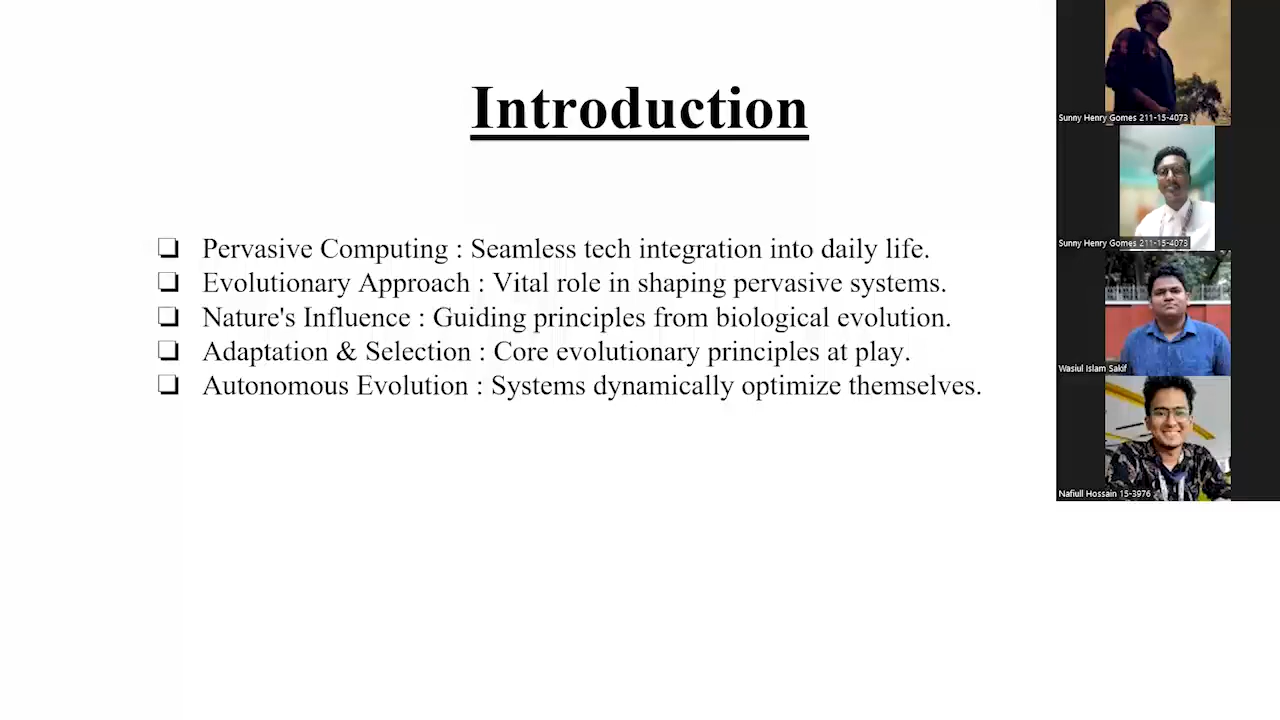 Introduction
Pervasive Computing : Seamless tech integration into daily life.
Evolutionary Approach : Vital role in shaping pervasive systems.
Nature's Influence : Guiding principles from biological evolution.
Adaptation & Selection : Core evolutionary principles at play.
Autonomous Evolution : Systems dynamically optimize themselves.
Sunny Henry Gomes 211-15-4073
Sunny Henry Gomes 211-15-4073
Wasiul Islam Sakif
Nafiull Hossain 15-3976